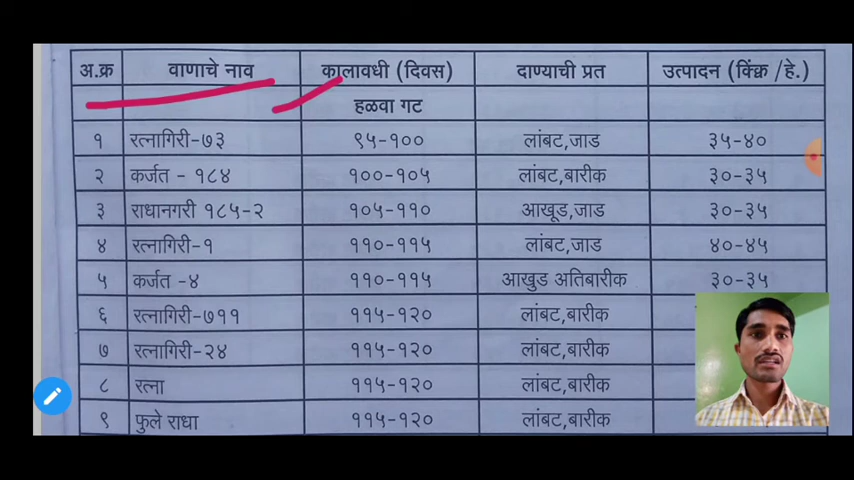 अ.क्र वाणाचे नाव कालावधी (दिवस) दाण्याची प्रत उत्पादन (क्विं /हे.)
हळवा गट
१ रत्नागिरी-७३ ९५-१०० लांबट,जाड ३५-४०
२ कर्जत - १८४ १००-१०५ लांबट,बारीक ३०-३५
३ राधानगरी १८५-२ १०५-११० आखूड,जाड ३०-३५
४ रत्नागिरी-१ ११०-११५ लांबट,जाड ४०-४५
५ कर्जत -४ ११०-११५ आखुड अतिबारीक ३०-३५
६ रत्नागिरी-७११ ११५-१२० लांबट,बारीक
७ रत्नागिरी-२४ ११५-१२० लांबट,बारीक
८ रत्ना ११५-१२० लांबट,बारीक
९ फुले राधा ११५-१२० लांबट,बारीक